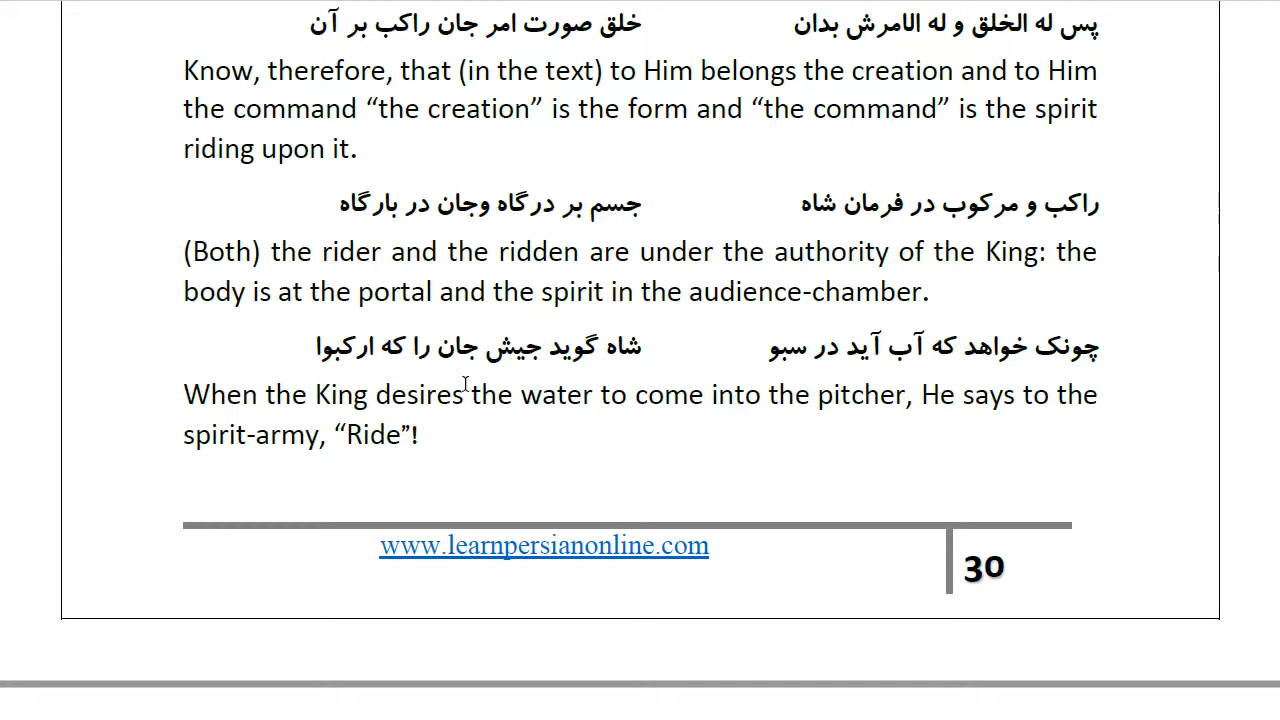 پس له الخلق و له الامرش بدان خلق صورت امر جان راکب بر آن
Know, therefore, that (in the text) to Him belongs the creation and to Him
the command “the creation” is the form and “the command” is the spirit
riding upon it.
راکب و مرکوب در فرمان شاه جسم بر درگاه وجان در بارگاه
(Both) the rider and the ridden are under the authority of the King: the
body is at the portal and the spirit in the audience-chamber.
چونک خواهد که آب آید در سبو شاه گوید جیش جان را که ارکبوا
When the King desires the water to come into the pitcher, He says to the
spirit-army, “Ride”!
www.learnpersianonline.com
30